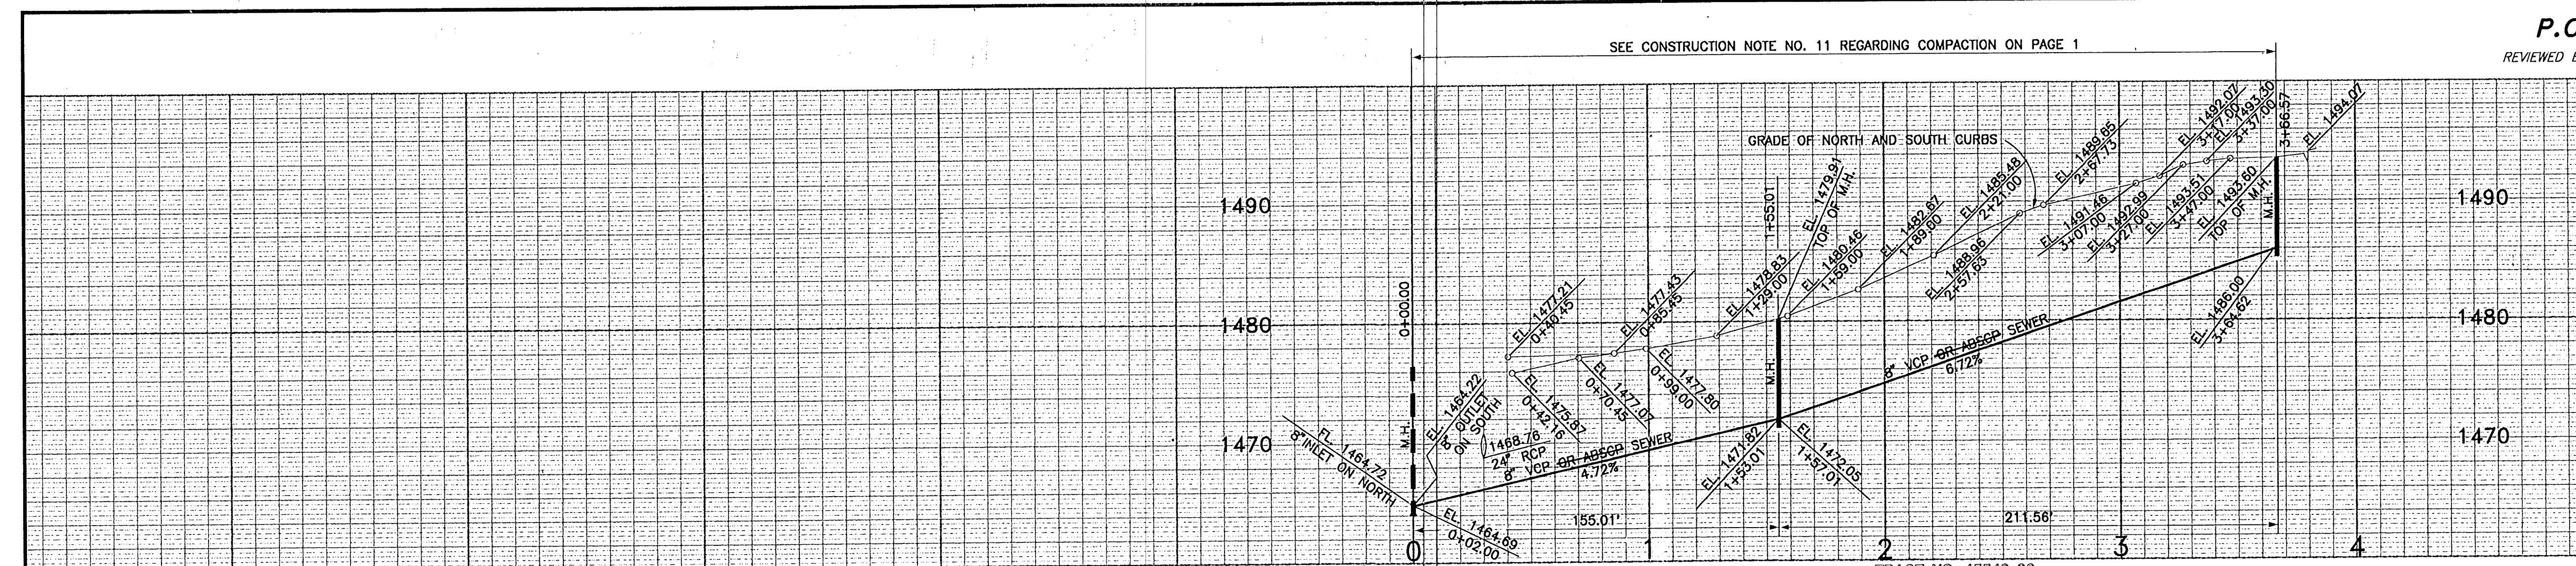 P.C
REVIEWED B
SEE CONSTRUCTION NOTE NO. 11 REGARDING COMPACTION ON PAGE 1
GRADE OF NORTH AND SOUTH CURBS
1490
1480
1470
0+00.00
M.H.
FL. 1464.72
8" INLET ON NORTH
EL. 1464.22
8" OUTLET
ON SOUTH
EL. 1464.69
0+02.00
1468.76
24" RCP
8" VCP OR ABSCP SEWER
4.72%
EL. 1477.21
0+40.45
EL. 1475.87
0+42.16
EL. 1477.07
0+70.45
EL. 1477.43
0+85.45
EL. 1477.80
0+99.00
EL. 1478.83
1+29.00
1+55.01
EL. 1479.91
TOP OF M.H.
M.H.
EL. 1480.46
1+59.00
EL. 1471.82
1+53.01
EL. 1472.05
1+57.01
EL. 1482.67
1+89.00
EL. 1485.48
2+21.00
EL. 1488.96
2+57.63
EL. 1489.65
2+67.73
8" VCP OR ABSCP SEWER
6.72%
EL. 1491.46
3+07.00
EL. 1492.07
3+17.00
EL. 1492.99
3+27.00
EL. 1493.30
3+37.00
EL. 1493.51
3+47.00
EL. 1493.60
TOP OF M.H.
M.H.
3+66.57
EL. 1494.07
EL. 1486.00
3+64.62
155.01'
211.56'
1490
1480
1470
0
1
2
3
4